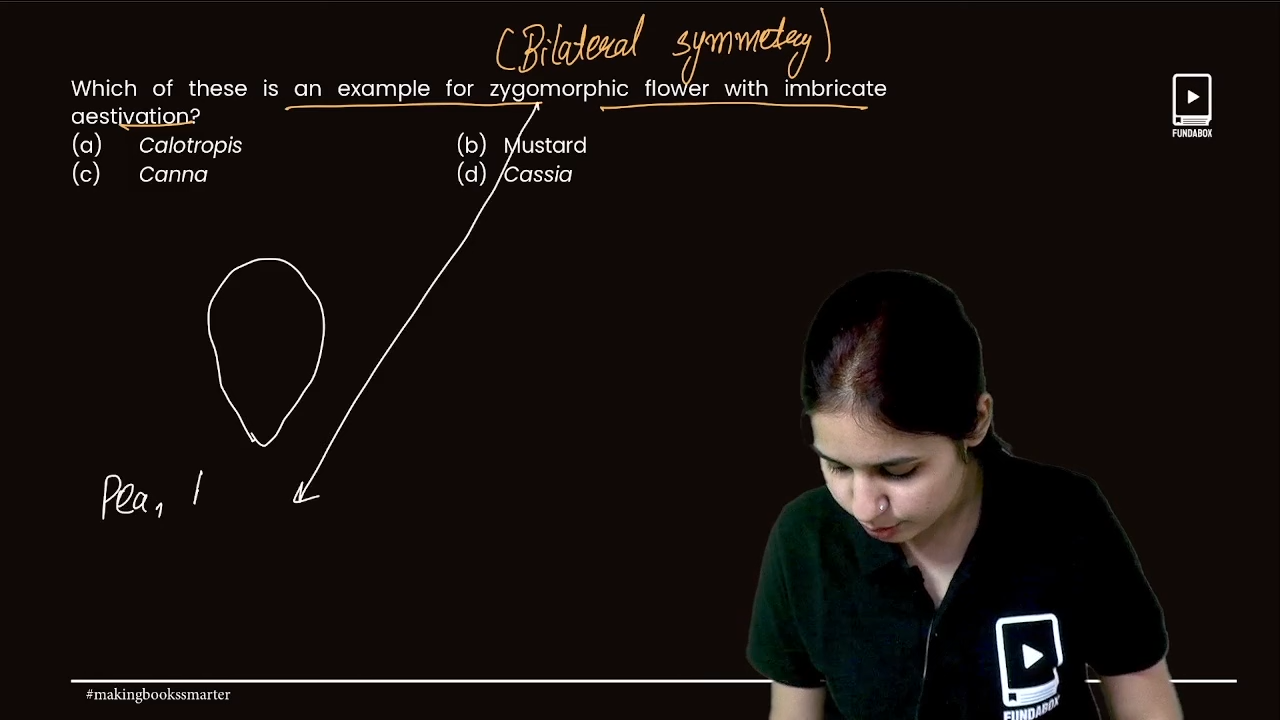 (Bilateral symmetry)
Which of these is an example for zygomorphic flower with imbricate
aestivation?
(a) Calotropis (b) Mustard
(c) Canna (d) Cassia
FUNDABOX
Pea,
FUNDABOX
#makingbookssmarter